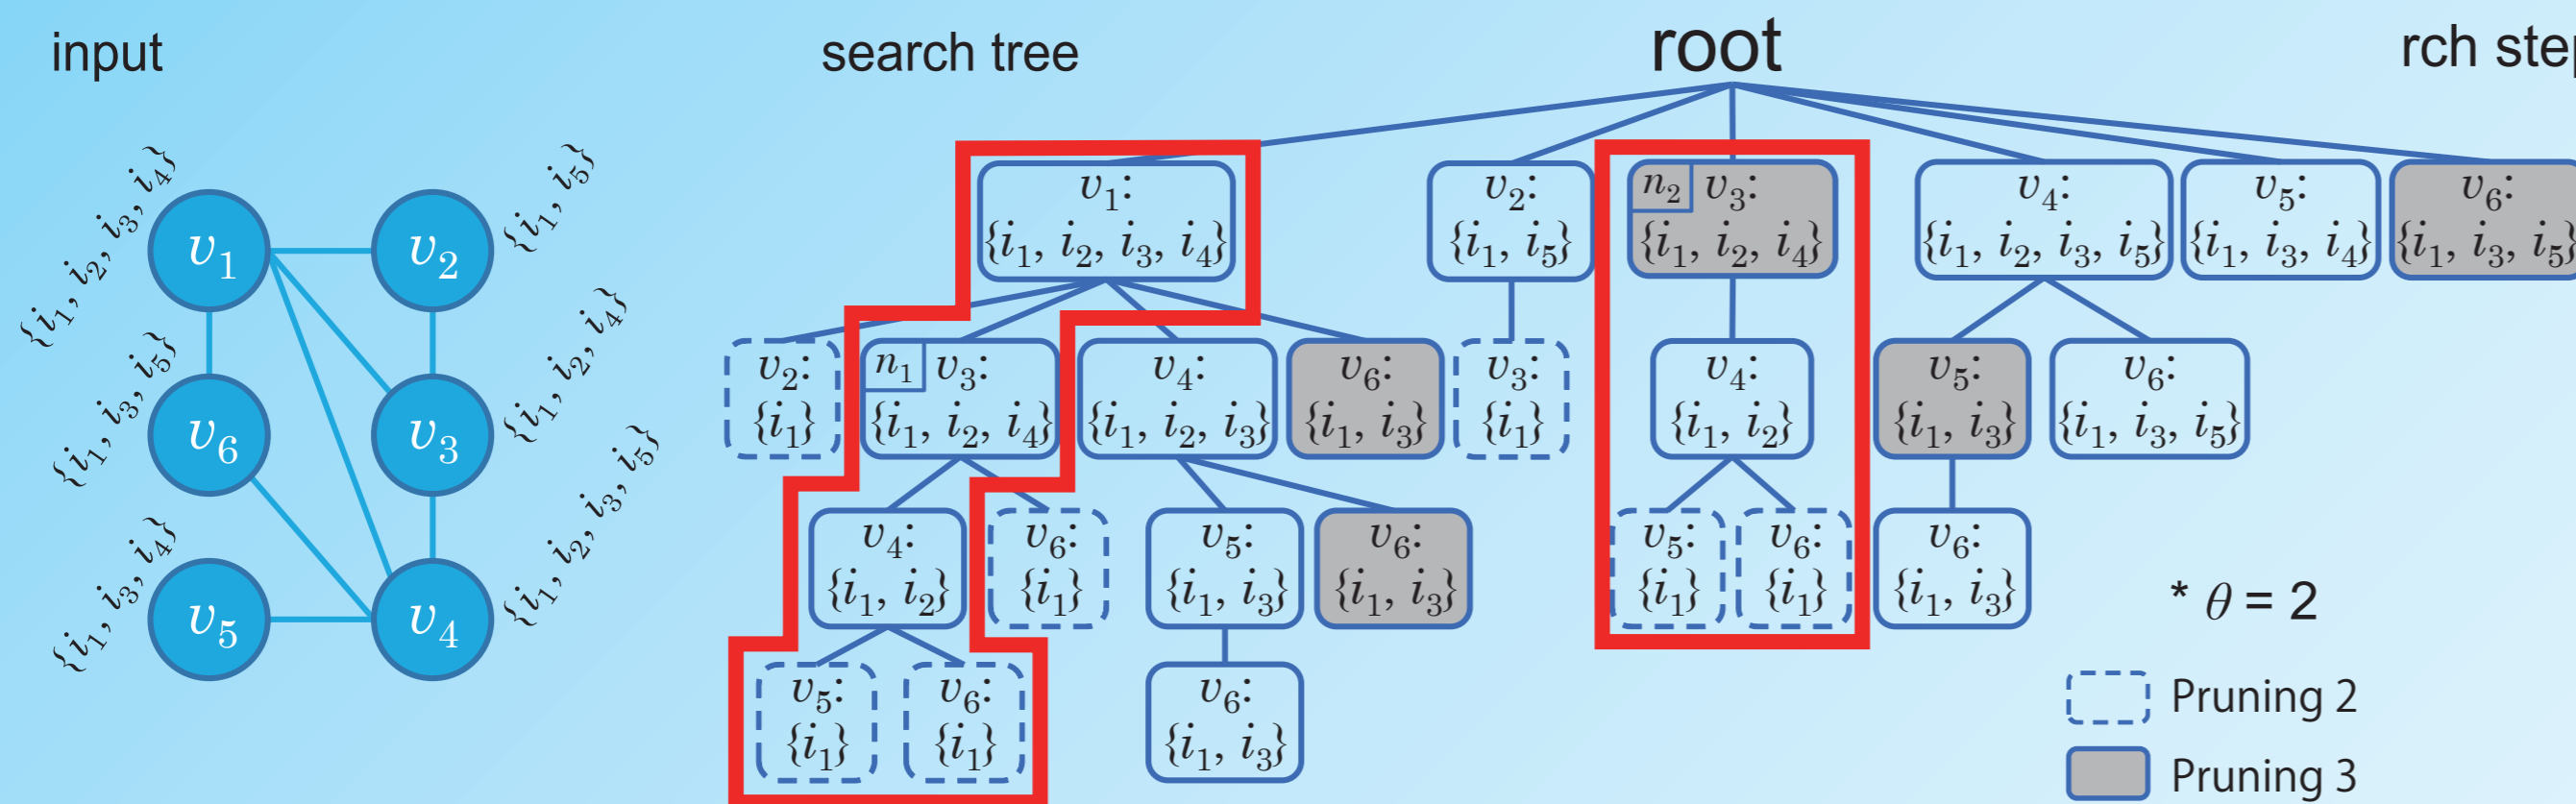 input
search tree
root
rch step
{i₁, i₂, i₃, i₄}
v₁
v₂
{i₁, i₅}
{i₁, i₃, i₅}
v₆
v₃
{i₁, i₂, i₄}
{i₁, i₃, i₄}
v₅
v₄
{i₁, i₂, i₃, i₅}
v₁:
{i₁, i₂, i₃, i₄}
v₂:
{i₁, i₅}
n₂ v₃:
{i₁, i₂, i₄}
v₄:
{i₁, i₂, i₃, i₅}
v₅:
{i₁, i₃, i₄}
v₆:
{i₁, i₃, i₅}
v₂:
{i₁}
n₁ v₃:
{i₁, i₂, i₄}
v₄:
{i₁, i₂, i₃}
v₆:
{i₁, i₃}
v₃:
{i₁}
v₄:
{i₁, i₂}
v₅:
{i₁, i₃}
v₆:
{i₁, i₃, i₅}
v₄:
{i₁, i₂}
v₆:
{i₁}
v₅:
{i₁, i₃}
v₆:
{i₁, i₃}
v₅:
{i₁}
v₆:
{i₁}
v₆:
{i₁, i₃}
v₅:
{i₁}
v₆:
{i₁}
v₆:
{i₁, i₃}
* θ = 2
Pruning 2
Pruning 3